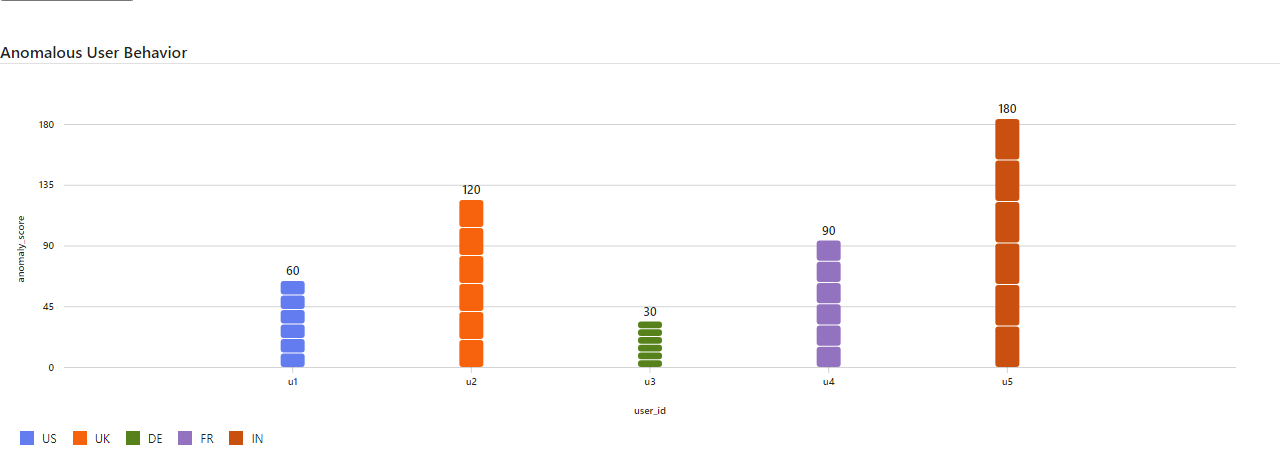 Anomalous User Behavior
180
135
90
45
0
anomaly_score
60
120
30
90
180
u1
u2
u3
u4
u5
user_id
US UK DE FR IN